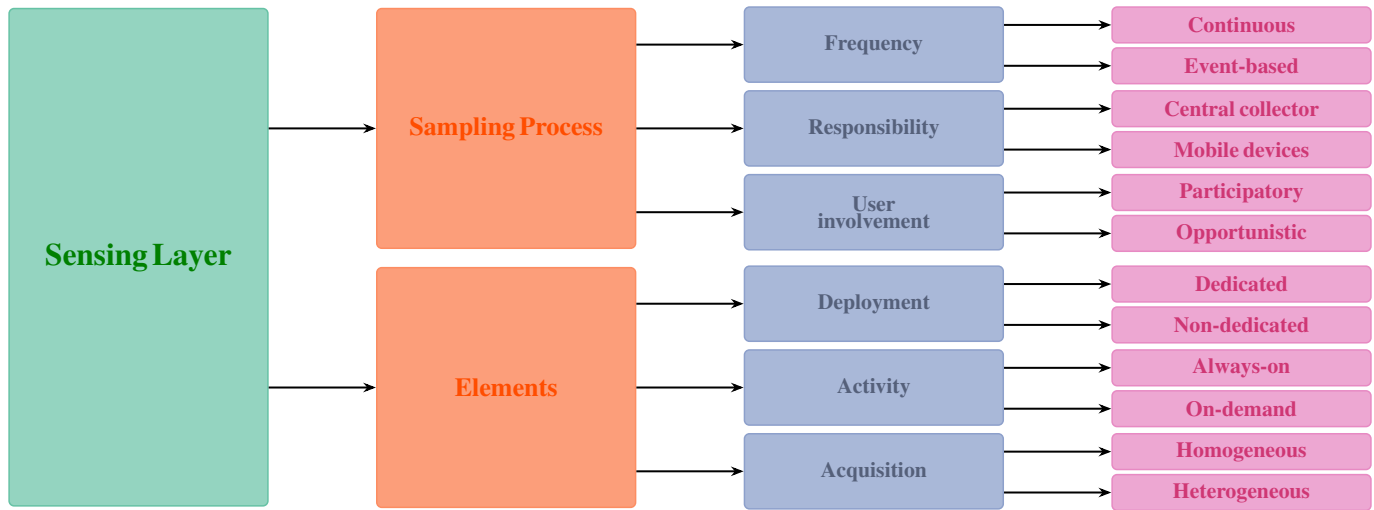 Sensing Layer
Sampling Process
Frequency
Continuous
Event-based
Responsibility
Central collector
Mobile devices
User
involvement
Participatory
Opportunistic
Elements
Deployment
Dedicated
Non-dedicated
Activity
Always-on
On-demand
Acquisition
Homogeneous
Heterogeneous